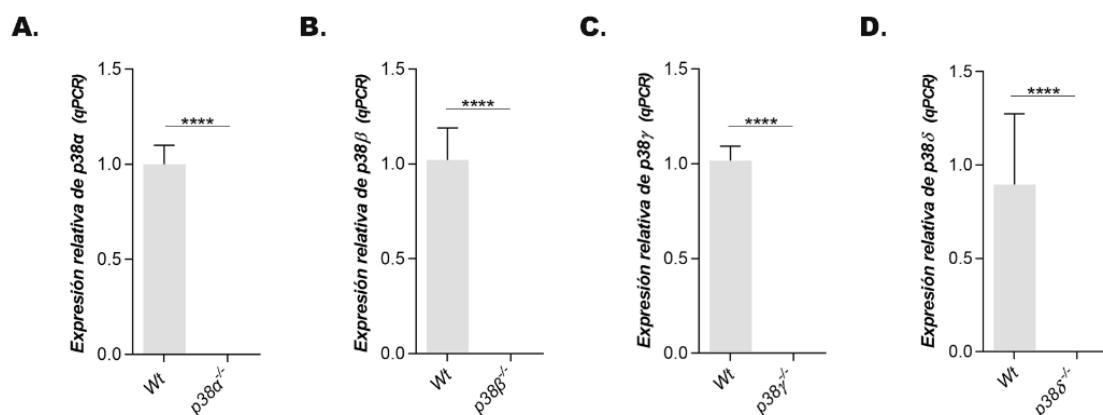 A.
Expresión relativa de p38α (qPCR)
1.5
1.0
0.5
0.0
****
Wt
p38α-/-
B.
Expresión relativa de p38β (qPCR)
1.5
1.0
0.5
0.0
****
Wt
p38β-/-
C.
Expresión relativa de p38γ (qPCR)
1.5
1.0
0.5
0.0
****
Wt
p38γ-/-
D.
Expresión relativa de p38δ (qPCR)
1.5
1.0
0.5
0.0
****
Wt
p38δ-/-